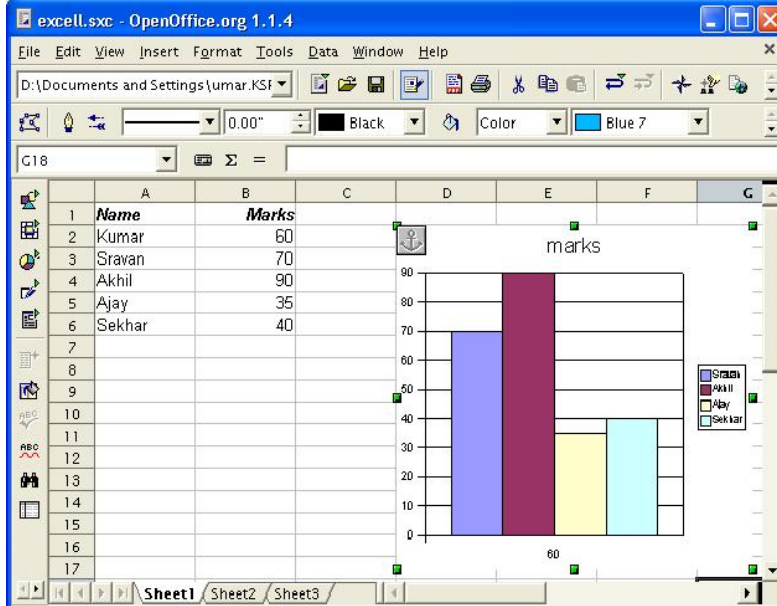 excell.sxc - OpenOffice.org 1.1.4
File Edit View Insert Format Tools Data Window Help
D:\Documents and Settings\umar.KSF
0.00" Black Color Blue 7
G18 Σ =
A B C D E F G
1 Name Marks
2 Kumar 60
3 Sravan 70
4 Akhil 90
5 Ajay 35
6 Sekhar 40
7
8
9
10
11
12
13
14
15
16
17
marks
90
80
70
60
50
40
30
20
10
0
60
Sravan
Akhil
Ajay
Sekhar
ABC
ABC
Sheet1 Sheet2 Sheet3